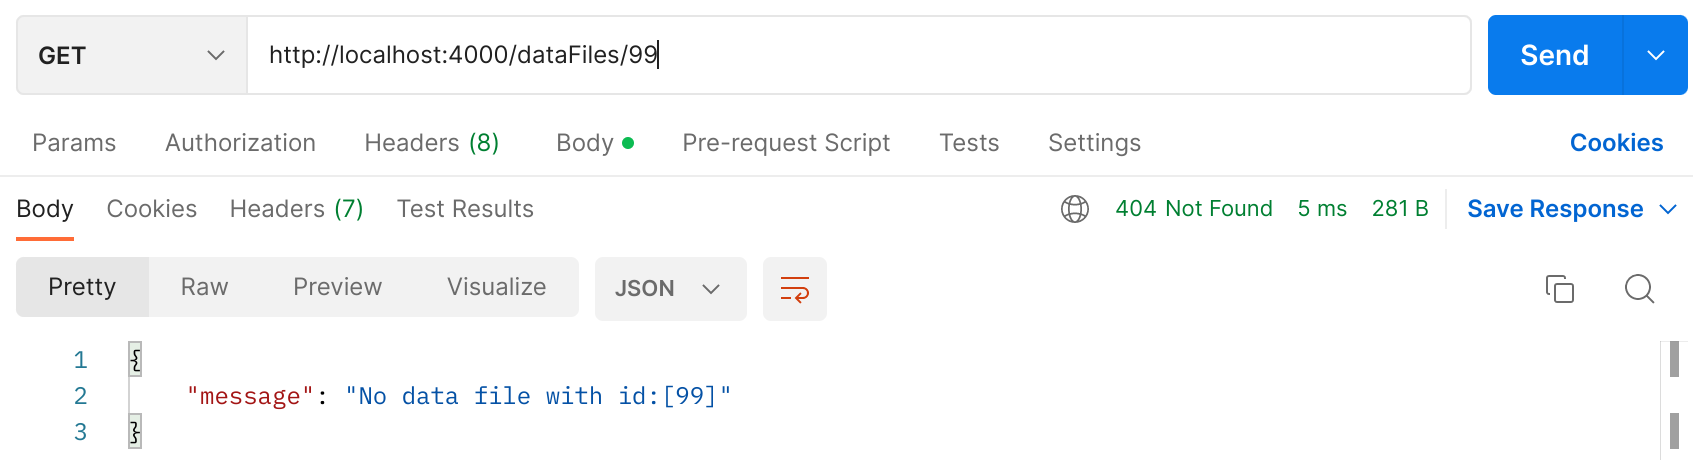 GET http://localhost:4000/dataFiles/99 Send
Params Authorization Headers (8) Body Pre-request Script Tests Settings Cookies
Body Cookies Headers (7) Test Results 404 Not Found 5 ms 281 B Save Response
Pretty Raw Preview Visualize JSON
1 {
2 "message": "No data file with id:[99]"
3 }